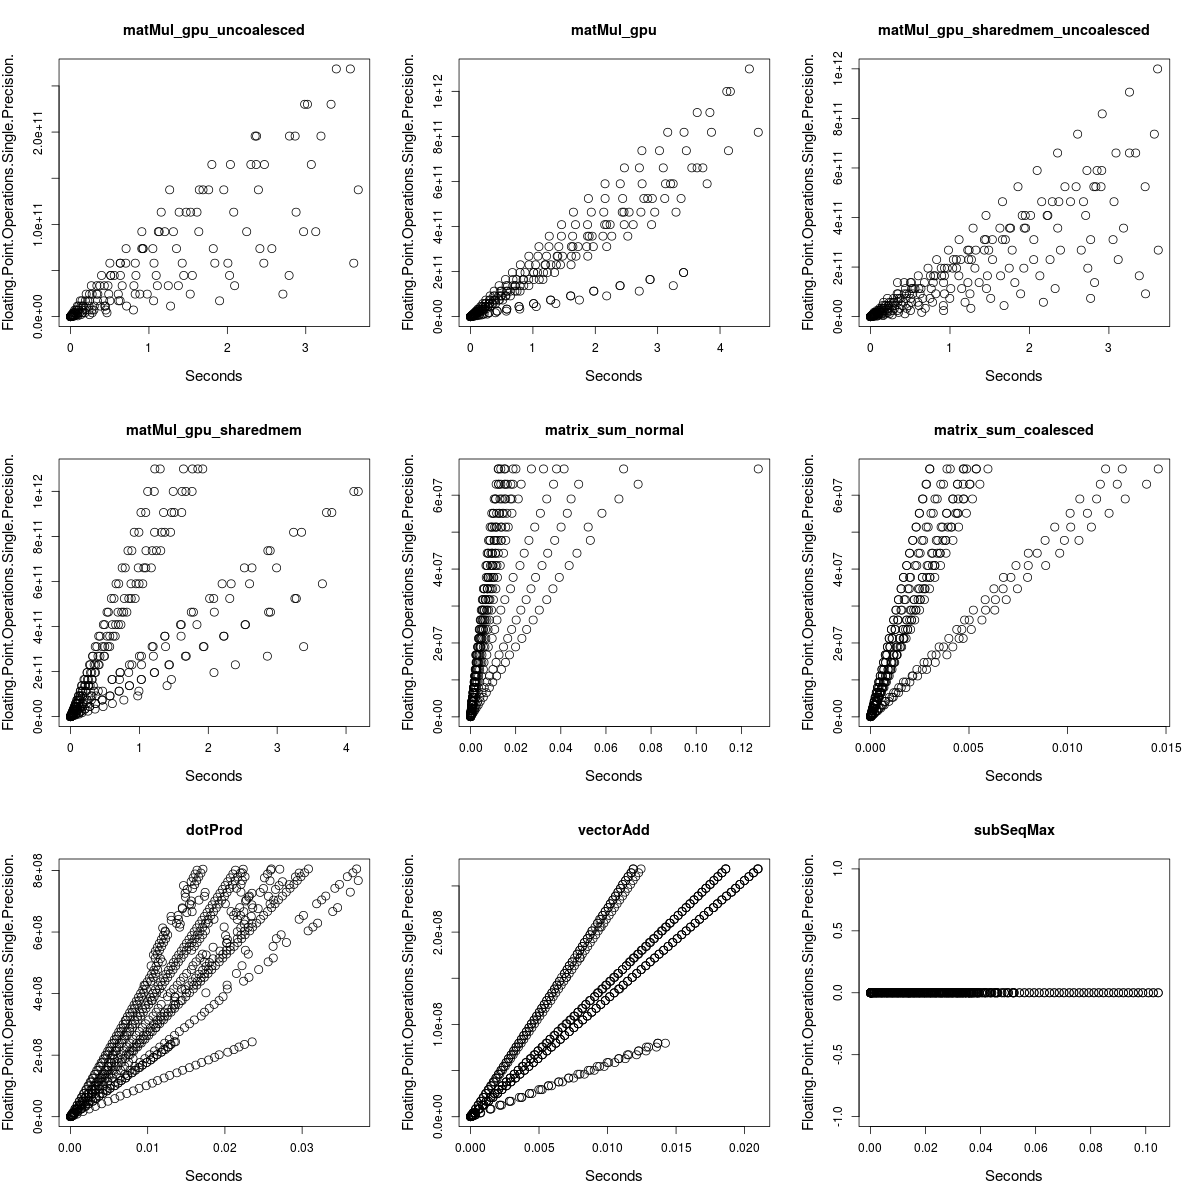 matMul_gpu_uncoalesced
Floating.Point.Operations.Single.Precision.
0.0e+00 1.0e+11 2.0e+11
0 1 2 3
Seconds
matMul_gpu
Floating.Point.Operations.Single.Precision.
0e+00 2e+11 4e+11 6e+11 8e+11 1e+12
0 1 2 3 4
Seconds
matMul_gpu_sharedmem_uncoalesced
Floating.Point.Operations.Single.Precision.
0e+00 2e+11 4e+11 6e+11 8e+11 1e+12
0 1 2 3
Seconds
matMul_gpu_sharedmem
Floating.Point.Operations.Single.Precision.
0e+00 2e+11 4e+11 6e+11 8e+11 1e+12
0 1 2 3 4
Seconds
matrix_sum_normal
Floating.Point.Operations.Single.Precision.
0e+00 2e+07 4e+07 6e+07
0.00 0.02 0.04 0.06 0.08 0.10 0.12
Seconds
matrix_sum_coalesced
Floating.Point.Operations.Single.Precision.
0e+00 2e+07 4e+07 6e+07
0.000 0.005 0.010 0.015
Seconds
dotProd
Floating.Point.Operations.Single.Precision.
0e+00 2e+08 4e+08 6e+08 8e+08
0.00 0.01 0.02 0.03
Seconds
vectorAdd
Floating.Point.Operations.Single.Precision.
0.0e+00 1.0e+08 2.0e+08
0.000 0.005 0.010 0.015 0.020
Seconds
subSeqMax
Floating.Point.Operations.Single.Precision.
-1.0 -0.5 0.0 0.5 1.0
0.00 0.02 0.04 0.06 0.08 0.10
Seconds